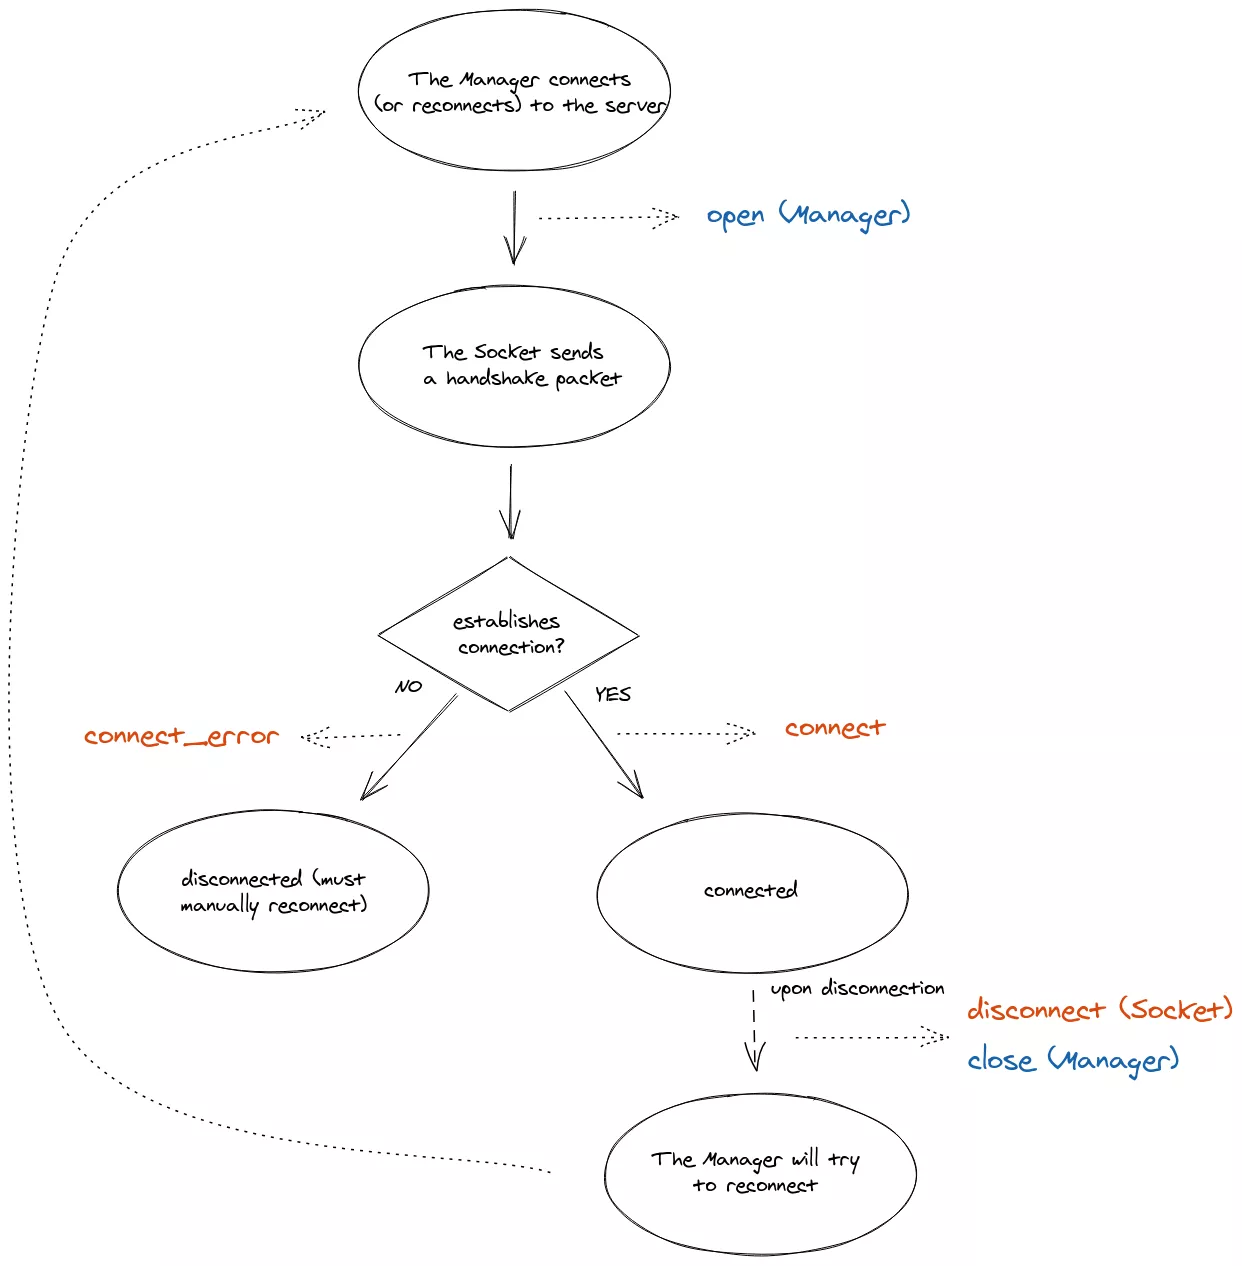 The Manager connects
(or reconnects) to the server
open (Manager)
The Socket sends
a handshake packet
establishes
connection?
NO
YES
connect_error
connect
disconnected (must
manually reconnect)
connected
upon disconnection
disconnect (Socket)
close (Manager)
The Manager will try
to reconnect